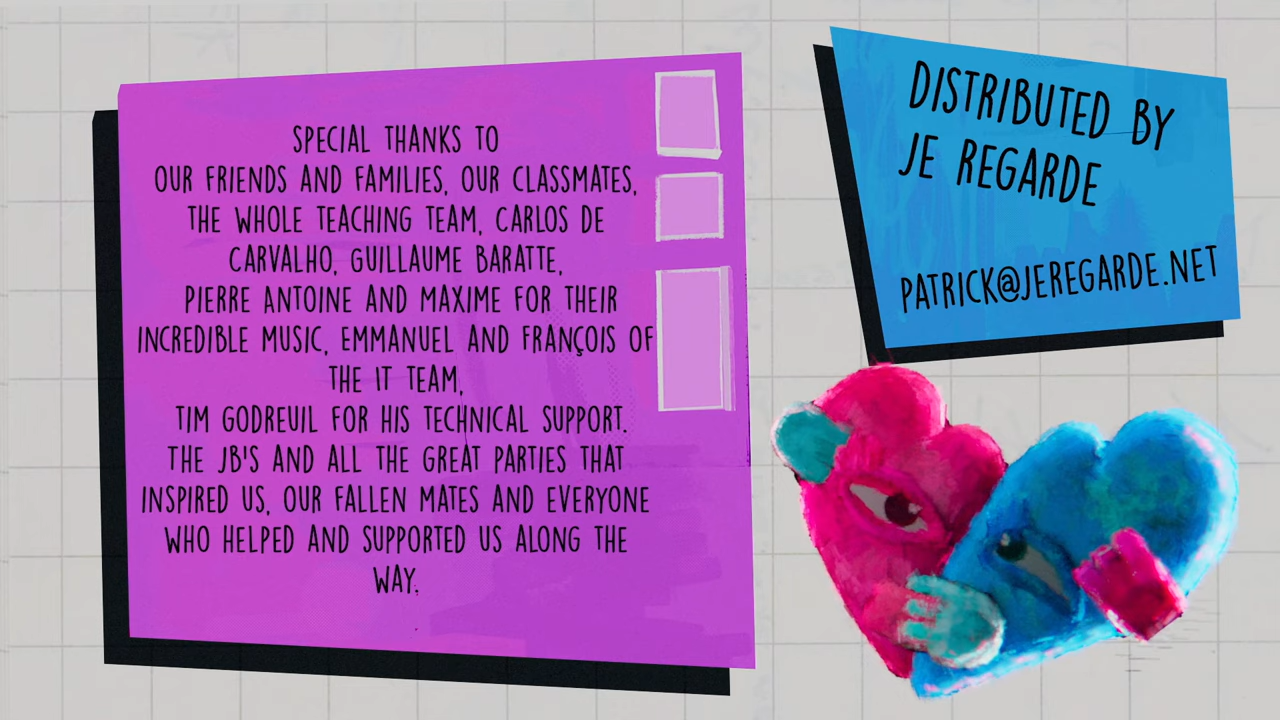 SPECIAL THANKS TO
OUR FRIENDS AND FAMILIES, OUR CLASSMATES,
THE WHOLE TEACHING TEAM, CARLOS DE
CARVALHO, GUILLAUME BARATTE,
PIERRE ANTOINE AND MAXIME FOR THEIR
INCREDIBLE MUSIC, EMMANUEL AND FRANÇOIS OF
THE IT TEAM,
TIM GODREUIL FOR HIS TECHNICAL SUPPORT.
THE JB'S AND ALL THE GREAT PARTIES THAT
INSPIRED US, OUR FALLEN MATES AND EVERYONE
WHO HELPED AND SUPPORTED US ALONG THE
WAY.
DISTRIBUTED BY
JE REGARDE
PATRICK@JEREGARDE.NET